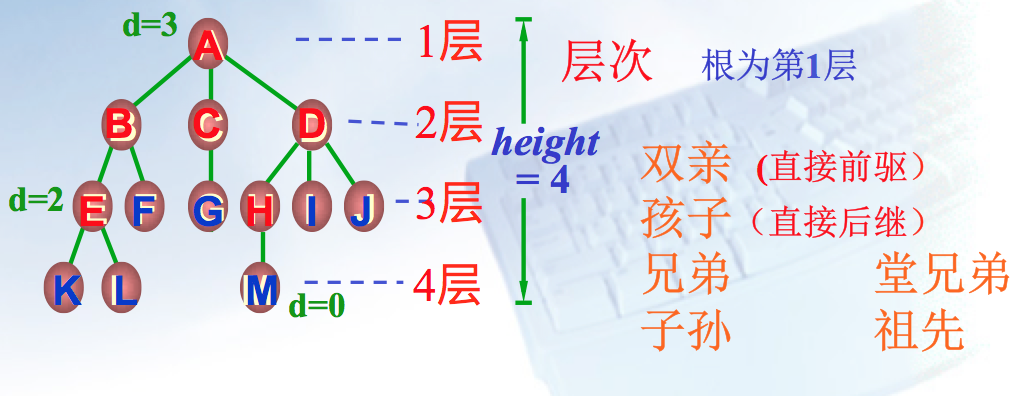 d=3 A 1层 层次 根为第1层
B C D 2层
height
= 4
双亲 (直接前驱）
d=2 E F G H I J 3层
孩子（直接后继）
K L M 4层
d=0
兄弟 堂兄弟
子孙 祖先